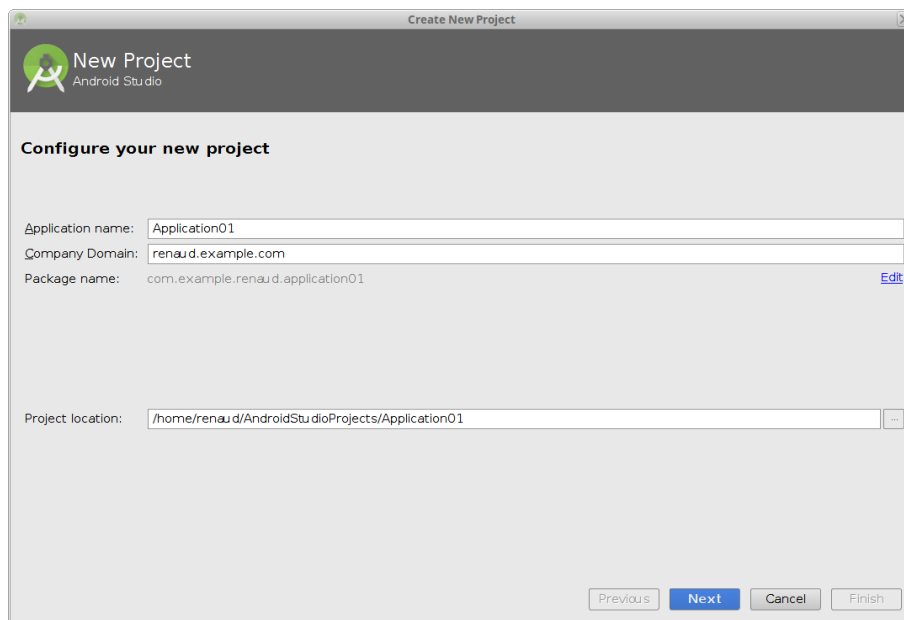 Create New Project
New Project
Android Studio
Configure your new project
Application name: Application01
Company Domain: renaud.example.com
Package name: com.example.renaud.application01 Edit
Project location: /home/renaud/AndroidStudioProjects/Application01 ...
Previous Next Cancel Finish